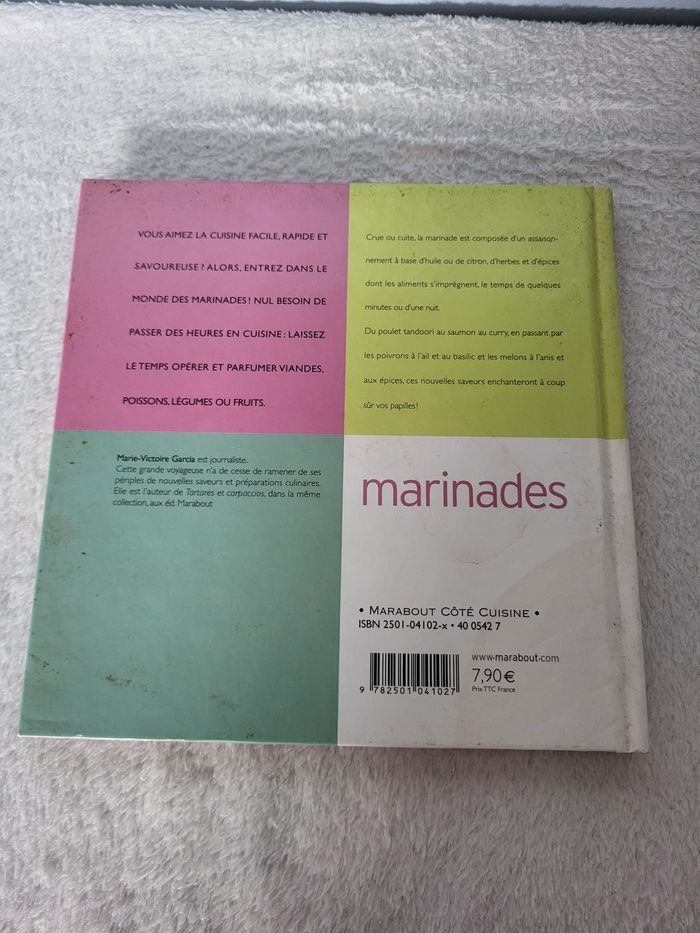 VOUS AIMEZ LA CUISINE FACILE, RAPIDE ET
SAVOUREUSE ? ALORS, ENTREZ DANS LE
MONDE DES MARINADES ! NUL BESOIN DE
PASSER DES HEURES EN CUISINE : LAISSEZ
LE TEMPS OPÉRER ET PARFUMER VIANDES,
POISSONS, LÉGUMES OU FRUITS.
Crue ou cuite, la marinade est composée d'un assaison-
nement à base d'huile ou de citron, d'herbes et d'épices
dont les aliments s'imprègnent, le temps de quelques
minutes ou d'une nuit.
Du poulet tandoori au saumon au curry, en passant par
les poivrons à l'ail et au basilic et les melons à l'anis et
aux épices, ces nouvelles saveurs enchanteront à coup
sûr vos papilles !
Marie-Victoire Garcia est journaliste.
Cette grande voyageuse n'a de cesse de ramener de ses
périples de nouvelles saveurs et préparations culinaires.
Elle est l'auteur de Tartares et carpaccios, dans la même
collection, aux éd. Marabout
marinades
• MARABOUT CÔTÉ CUISINE •
ISBN 2501-04102-x • 40 0542 7
www.marabout.com
7,90 €
Prix TTC France
9 782501 041027